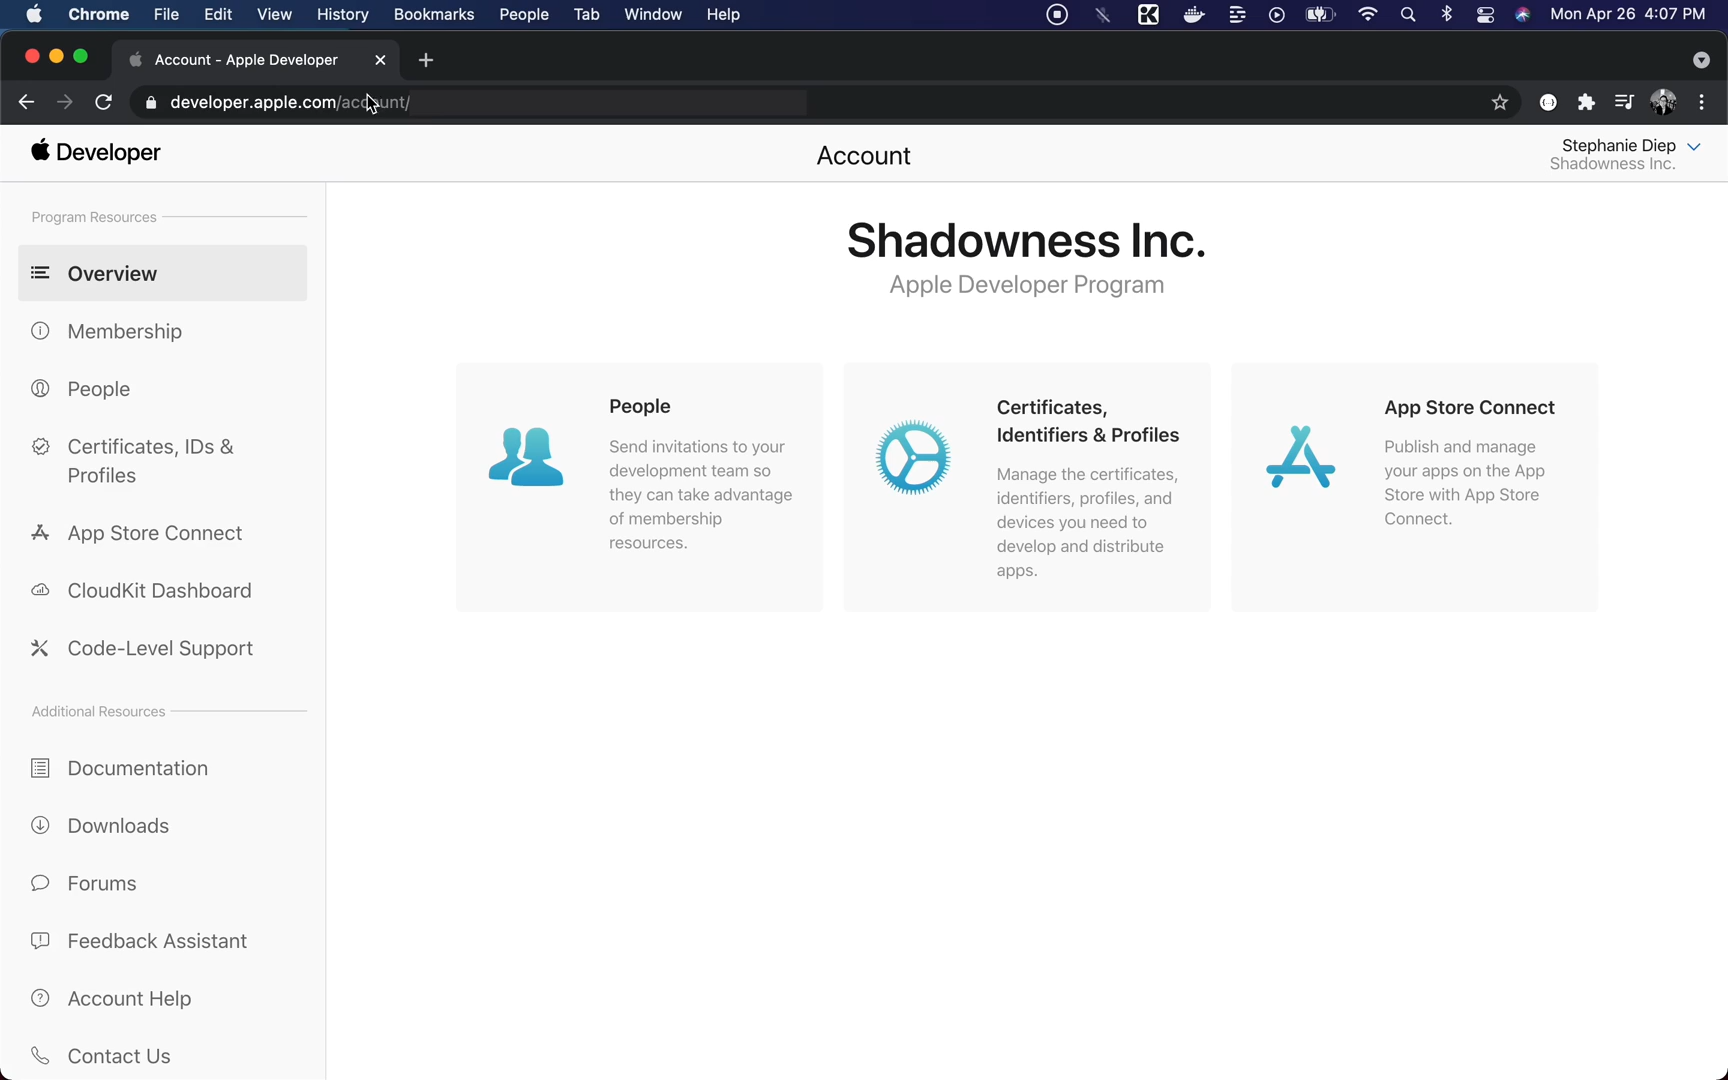 Chrome File Edit View History Bookmarks People Tab Window Help Mon Apr 26 4:07 PM
Account - Apple Developer
developer.apple.com/account/
Developer
Account
Stephanie Diep
Shadowness Inc.
Program Resources
Overview
Membership
People
Certificates, IDs &
Profiles
App Store Connect
CloudKit Dashboard
Code-Level Support
Additional Resources
Documentation
Downloads
Forums
Feedback Assistant
Account Help
Contact Us
Shadowness Inc.
Apple Developer Program
People
Send invitations to your
development team so
they can take advantage
of membership
resources.
Certificates,
Identifiers & Profiles
Manage the certificates,
identifiers, profiles, and
devices you need to
develop and distribute
apps.
App Store Connect
Publish and manage
your apps on the App
Store with App Store
Connect.